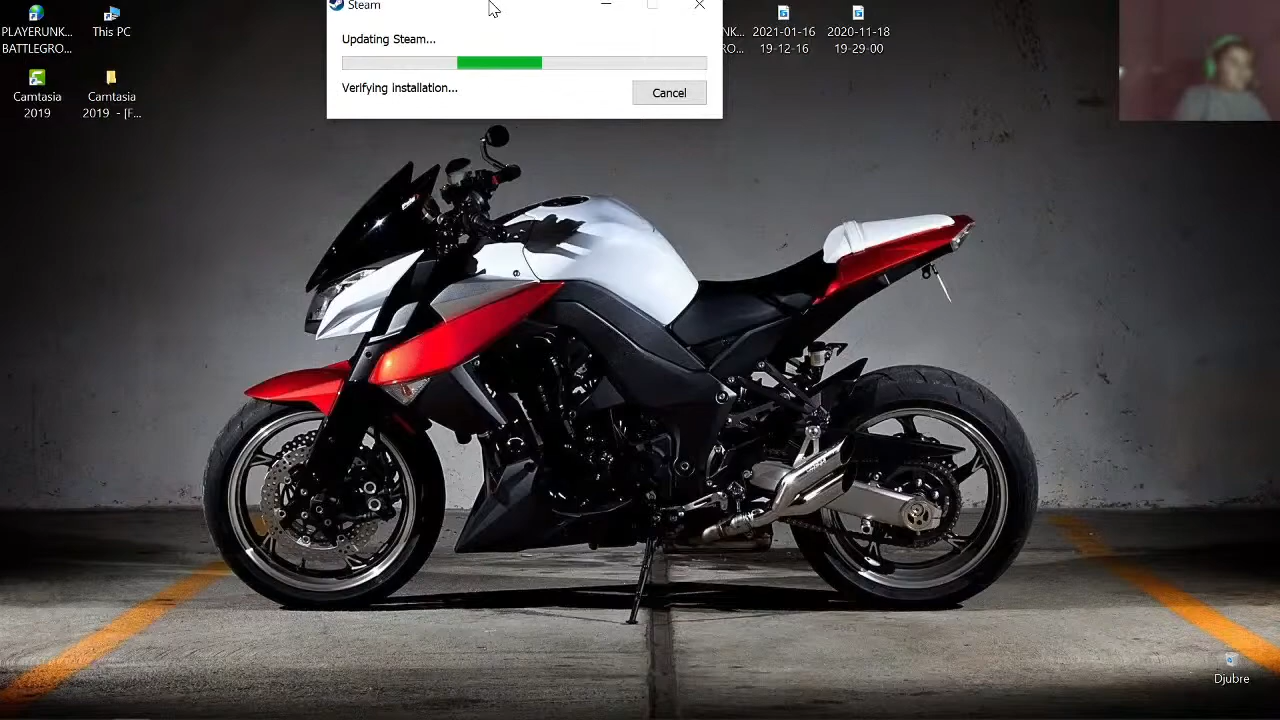 Steam
Updating Steam...
Verifying installation...
Cancel
PLAYERUNK...
BATTLEGRO...
This PC
Camtasia
2019
Camtasia
2019 - [F...
2021-01-16
19-12-16
2020-11-18
19-29-00
Djubre